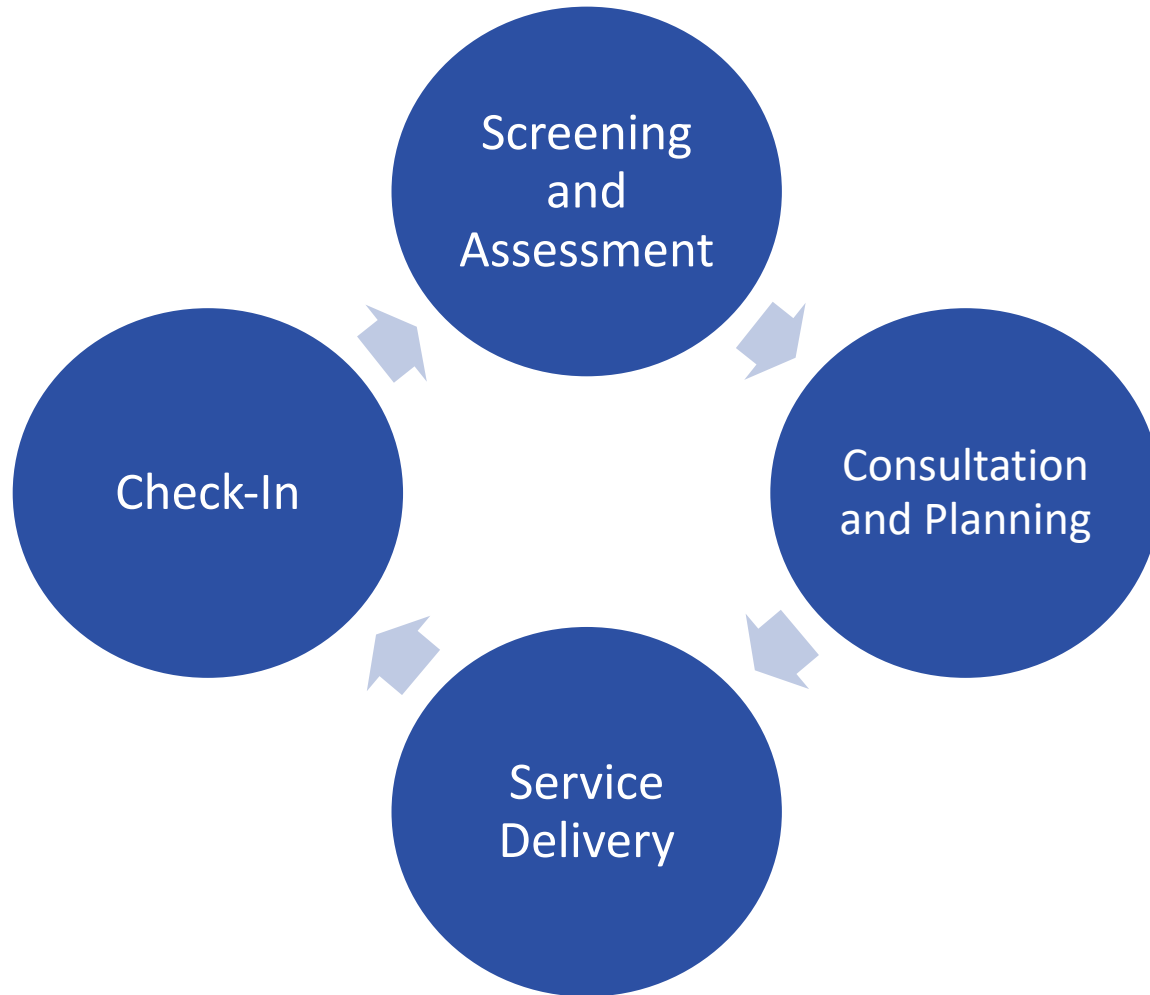 Screening
and
Assessment
Consultation
and Planning
Service
Delivery
Check-In